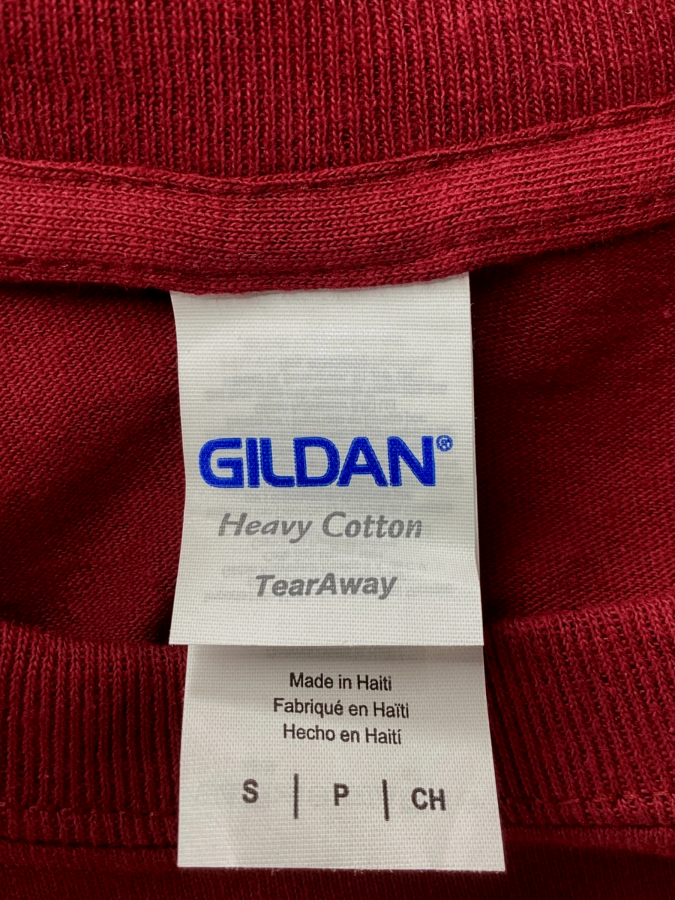 GILDAN®
Heavy Cotton
TearAway
Made in Haiti
Fabriqué en Haïti
Hecho en Haití
S | P | CH